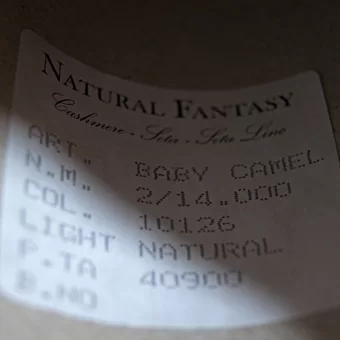 NATURAL FANTASY
Cashmere - Seta - Seta Lino
ART. BABY CAMEL
N.M. 2/14.000
COL. 10126
LIGHT NATURAL
P.TA 40900
B.NO